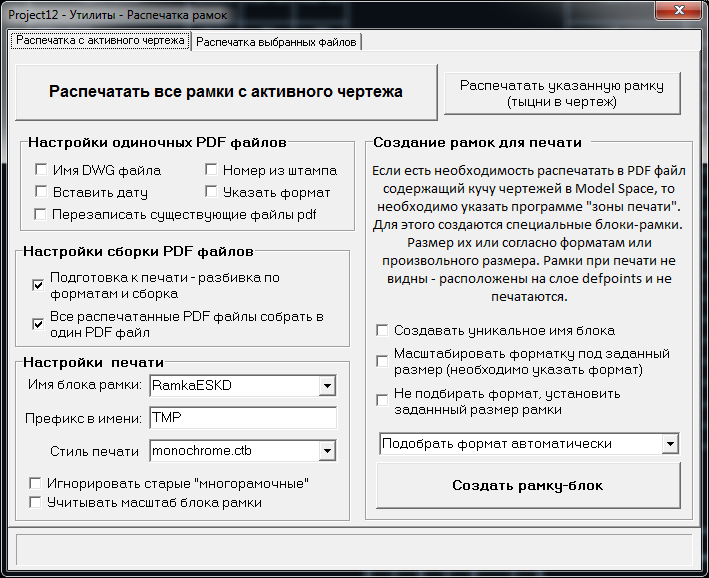 Project12 - Утилиты - Распечатка рамок
Распечатка с активного чертежа
Распечатка выбранных файлов
Распечатать все рамки с активного чертежа
Распечатать указанную рамку
(тыцни в чертеж)
Настройки одиночных PDF файлов
Имя DWG файла
Номер из штампа
Вставить дату
Указать формат
Перезаписать существующие файлы pdf
Настройки сборки PDF файлов
Подготовка к печати - разбивка по
форматам и сборка
Все распечатанные PDF файлы собрать в
один PDF файл
Настройки печати
Имя блока рамки:
RamkaESKD
Префикс в имени:
TMP
Стиль печати
monochrome.ctb
Игнорировать старые "многорамочные"
Учитывать масштаб блока рамки
Создание рамок для печати
Если есть необходимость распечатать в PDF файл
содержащий кучу чертежей в Model Space, то
необходимо указать программе "зоны печати".
Для этого создаются специальные блоки-рамки.
Размер их или согласно форматам или
произвольного размера. Рамки при печати не
видны - расположены на слое defpoints и не
печатаются.
Создавать уникальное имя блока
Масштабировать форматку под заданный
размер (необходимо указать формат)
Не подбирать формат, установить
заданнный размер рамки
Подобрать формат автоматически
Создать рамку-блок